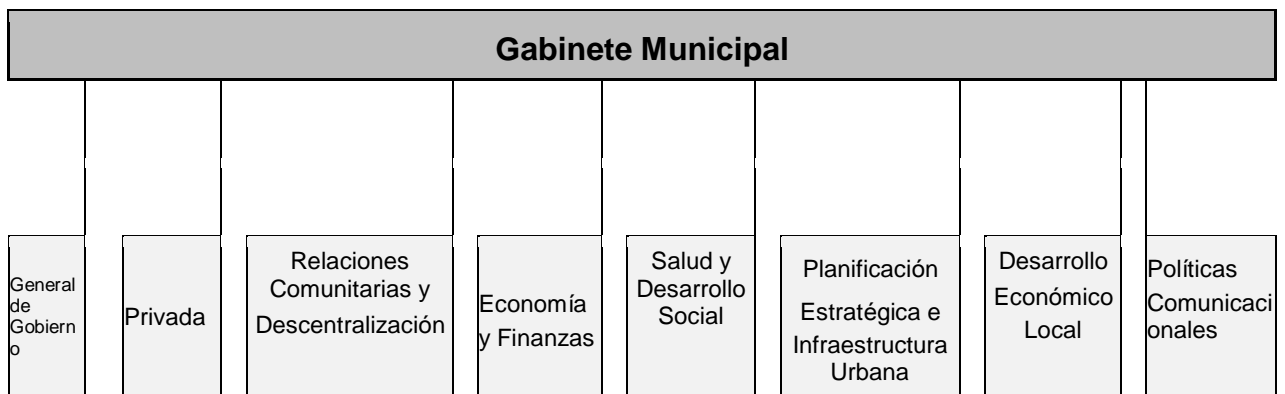 Gabinete Municipal
General
de
Gobiern
o
Privada
Relaciones
Comunitarias y
Descentralización
Economía
y Finanzas
Salud y
Desarrollo
Social
Planificación
Estratégica e
Infraestructura
Urbana
Desarrollo
Económico
Local
Políticas
Comunicaci
onales